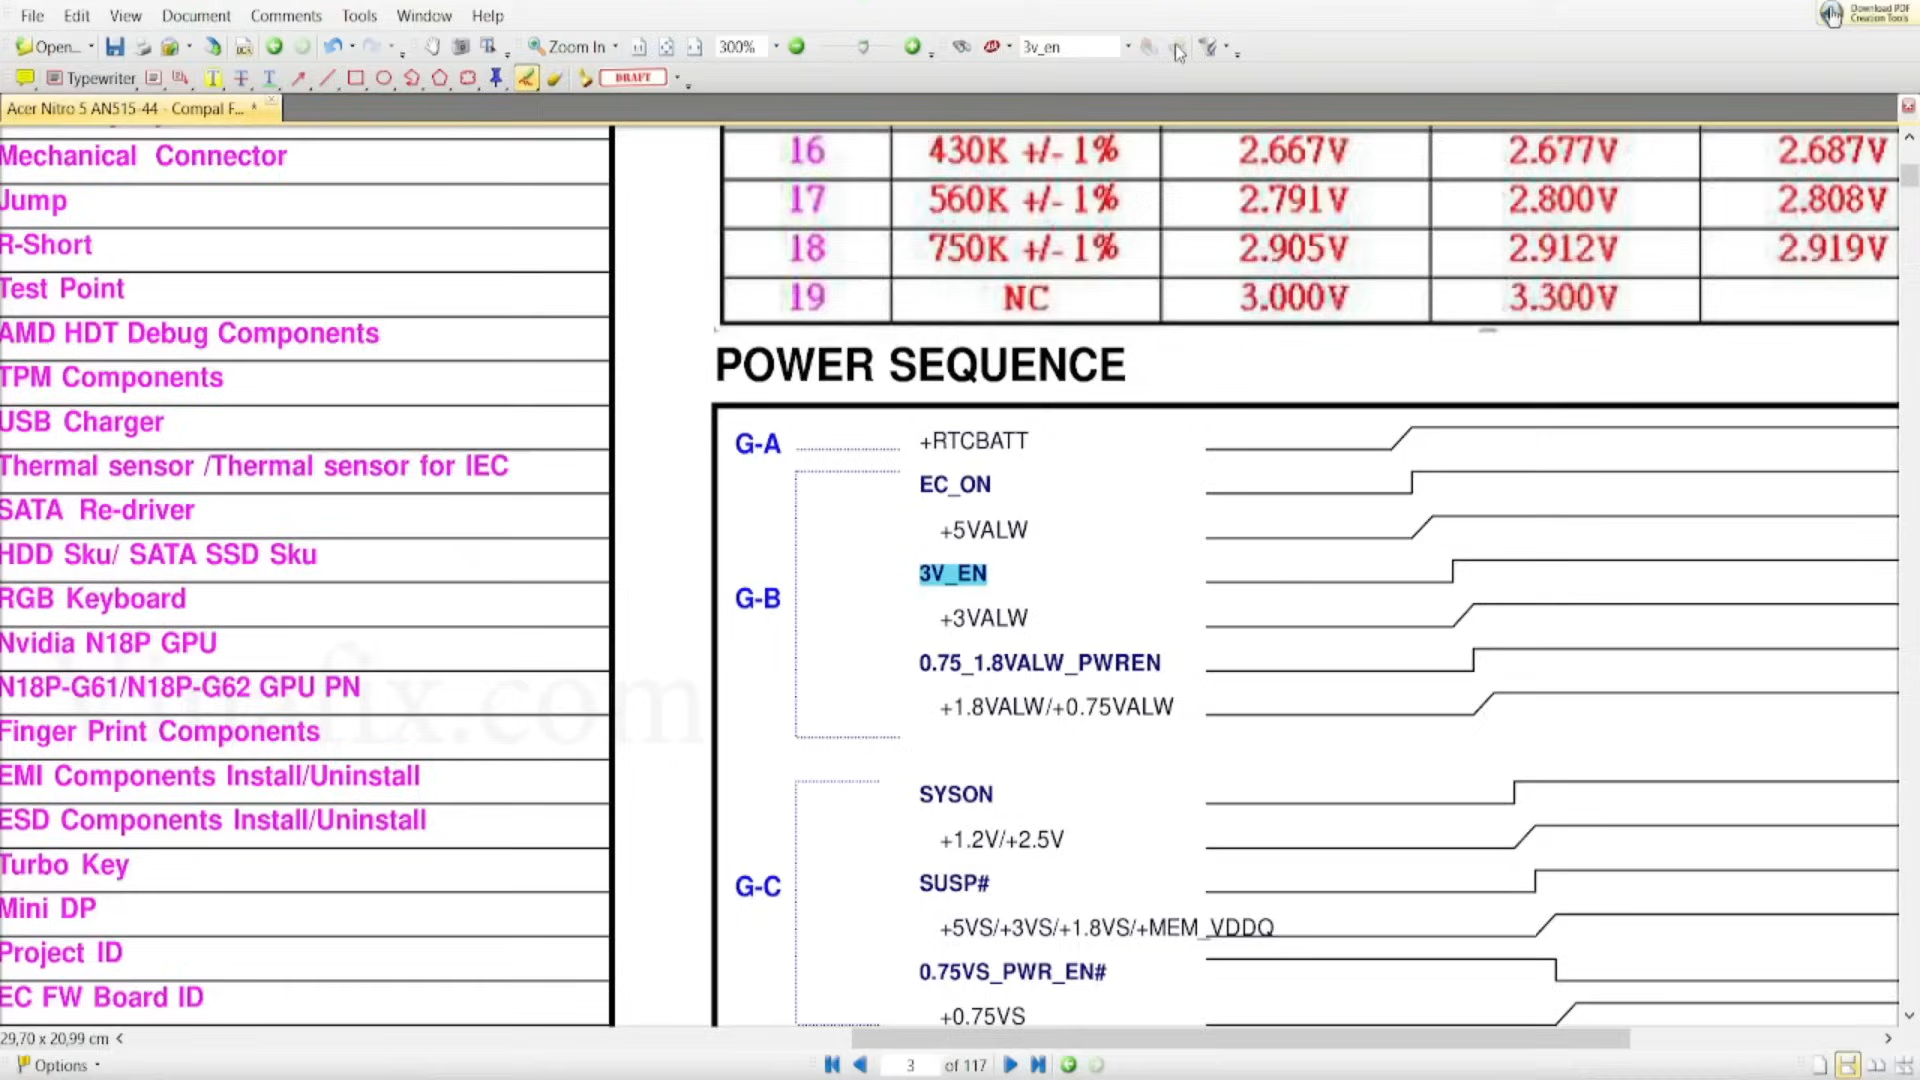 File Edit View Document Comments Tools Window Help
Download PDF
Creation Tools
Open... Zoom In 300% 3v_en
Typewriter DRAFT
Acer Nitro 5 AN515-44 - Compal F... *
Mechanical Connector
Jump
R-Short
Test Point
AMD HDT Debug Components
TPM Components
USB Charger
Thermal sensor /Thermal sensor for IEC
SATA Re-driver
HDD Sku/ SATA SSD Sku
RGB Keyboard
Nvidia N18P GPU
N18P-G61/N18P-G62 GPU PN
Finger Print Components
EMI Components Install/Uninstall
ESD Components Install/Uninstall
Turbo Key
Mini DP
Project ID
EC FW Board ID
16 430K +/- 1% 2.667V 2.677V 2.687V
17 560K +/- 1% 2.791V 2.800V 2.808V
18 750K +/- 1% 2.905V 2.912V 2.919V
19 NC 3.000V 3.300V
POWER SEQUENCE
G-A +RTCBATT
EC_ON
+5VALW
3V_EN
G-B
+3VALW
0.75_1.8VALW_PWREN
+1.8VALW/+0.75VALW
SYSON
+1.2V/+2.5V
G-C SUSP#
+5VS/+3VS/+1.8VS/+MEM_VDDQ
0.75VS_PWR_EN#
+0.75VS
29,70 x 20,99 cm
Options 3 of 117